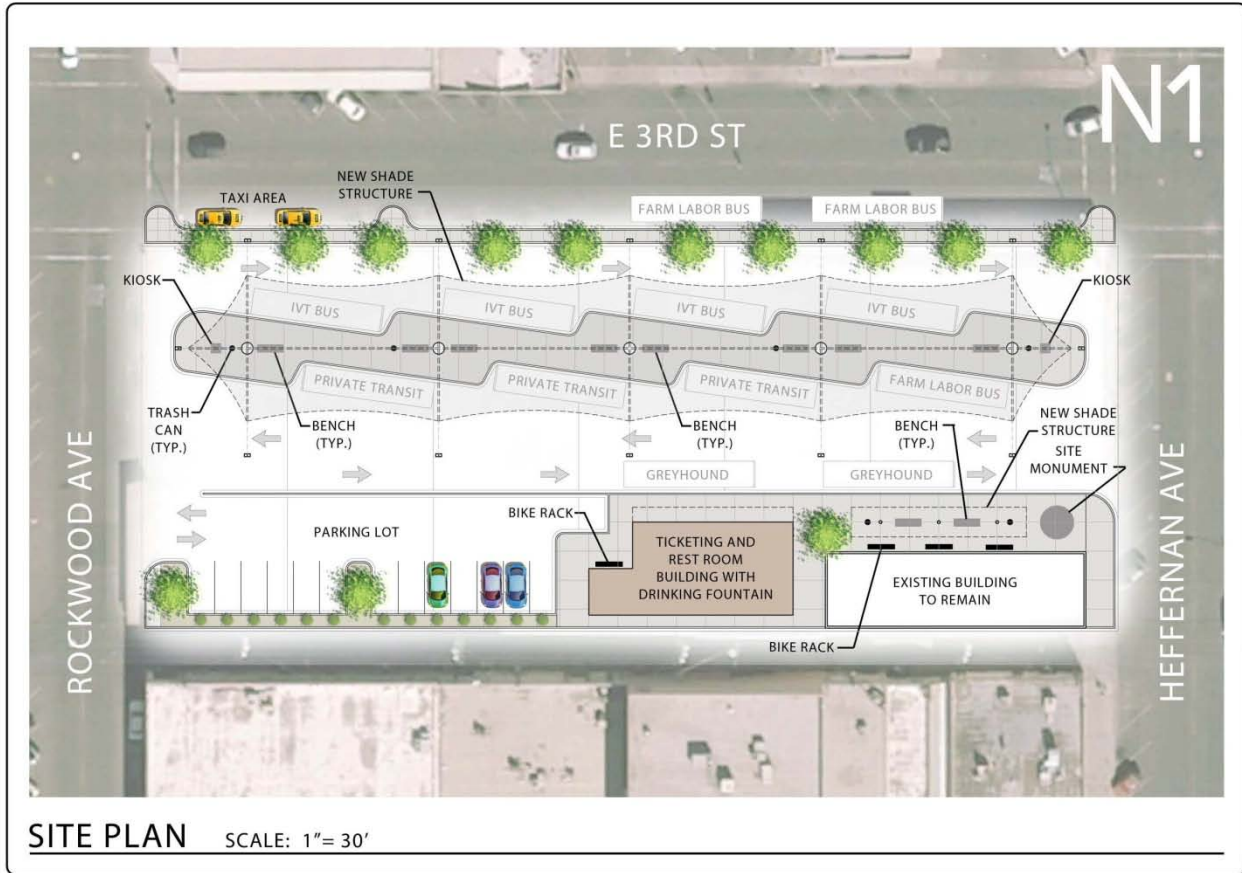 N1
E 3RD ST
NEW SHADE
STRUCTURE
TAXI AREA
FARM LABOR BUS
FARM LABOR BUS
KIOSK
KIOSK
IVT BUS
IVT BUS
IVT BUS
IVT BUS
PRIVATE TRANSIT
PRIVATE TRANSIT
PRIVATE TRANSIT
FARM LABOR BUS
TRASH
CAN
(TYP.)
BENCH
(TYP.)
BENCH
(TYP.)
BENCH
(TYP.)
NEW SHADE
STRUCTURE
SITE
MONUMENT
GREYHOUND
GREYHOUND
ROCKWOOD AVE
HEFFERNAN AVE
PARKING LOT
BIKE RACK
TICKETING AND
REST ROOM
BUILDING WITH
DRINKING FOUNTAIN
EXISTING BUILDING
TO REMAIN
BIKE RACK
SITE PLAN SCALE: 1"= 30'